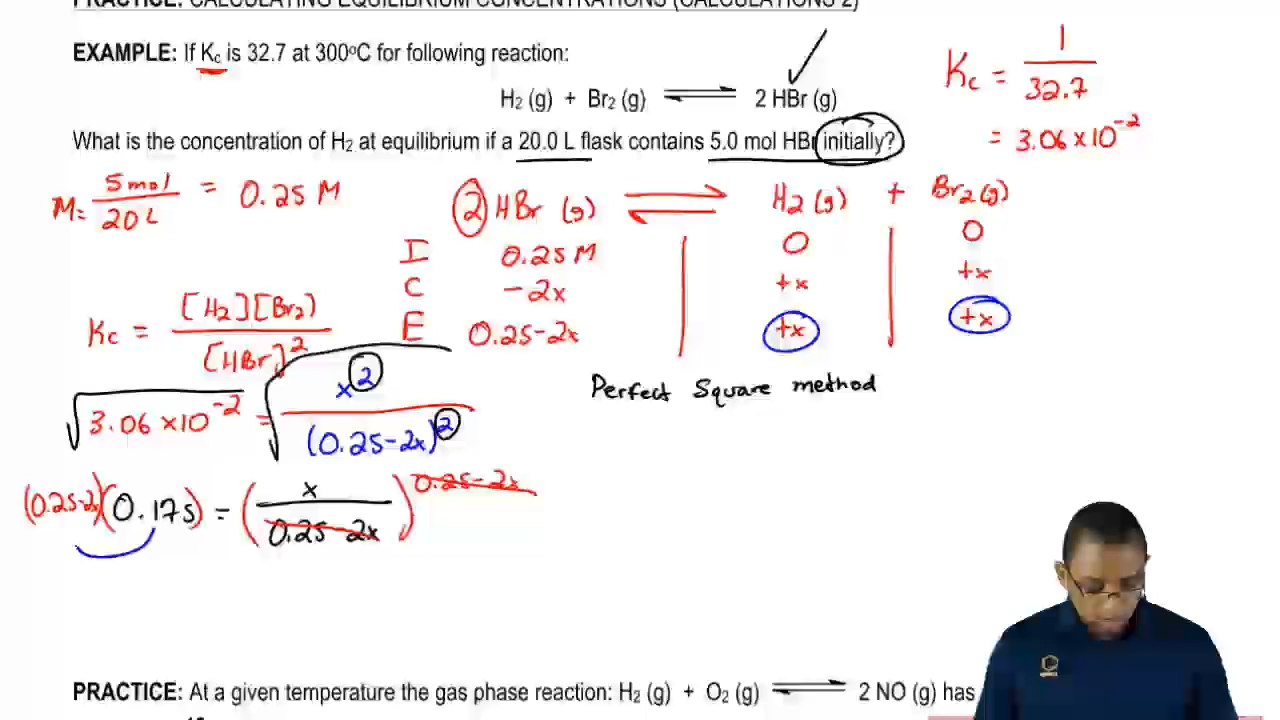 PRACTICE: CALCULATING EQUILIBRIUM CONCENTRATIONS (CALCULATIONS 2)
EXAMPLE: If Kc is 32.7 at 300°C for following reaction:
H2 (g) + Br2 (g) ⇌ 2 HBr (g)
What is the concentration of H2 at equilibrium if a 20.0 L flask contains 5.0 mol HBr initially?
Kc = 1 / 32.7
= 3.06 x 10^-2
M = 5 mol / 20 L = 0.25 M
2 HBr (g) ⇌ H2 (g) + Br2 (g)
I 0.25 M | 0 | 0
C -2x | +x | +x
E 0.25-2x | +x | +x
Kc = [H2][Br2] / [HBr]^2
Perfect Square method
√3.06 x 10^-2 = √x^2 / (0.25-2x)^2
(0.25-2x)(0.175) = (x / 0.25-2x) 0.25-2x
PRACTICE: At a given temperature the gas phase reaction: H2 (g) + O2 (g) ⇌ 2 NO (g) has